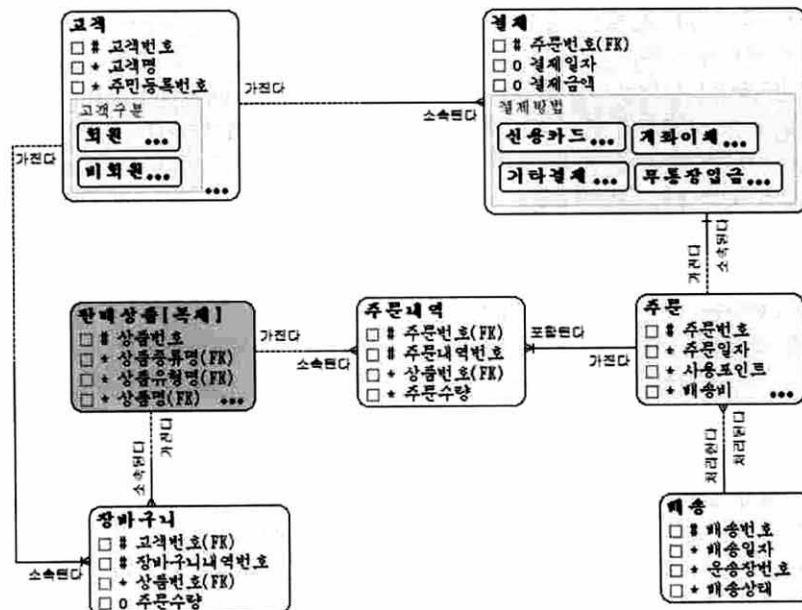 고객
# 고객번호
* 고객명
* 주민등록번호
고객구분
회원 ...
비회원 ...
...
가진다
소속된다
결제
# 주문번호(FK)
o 결제일자
o 결제금액
결제방법
신용카드 ...
계좌이체 ...
기타결제 ...
무통장입금 ...
가진다
가진다
소속된다
판매상품[복제]
# 상품번호
* 상품종류명(FK)
* 상품유형명(FK)
* 상품명(FK) ...
가진다
소속된다
주문내역
# 주문번호(FK)
# 주문내역번호
* 상품번호(FK)
* 주문수량
포함된다
가진다
주문
# 주문번호
* 주문일자
* 사용포인트
* 배송비 ...
소속된다
가진다
처리한다
처리된다
장바구니
# 고객번호(FK)
# 장바구니내역번호
* 상품번호(FK)
o 주문수량
소속된다
배송
# 배송번호
* 배송일자
* 운송장번호
* 배송상태